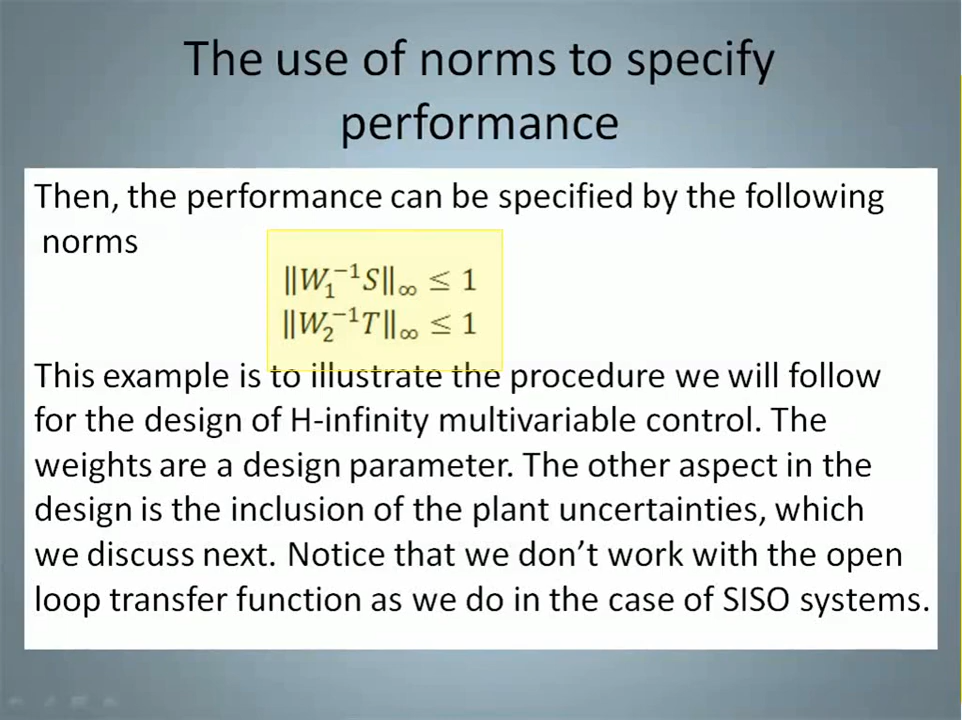 The use of norms to specify
performance
Then, the performance can be specified by the following
norms
‖W₁⁻¹S‖∞ ≤ 1
‖W₂⁻¹T‖∞ ≤ 1
This example is to illustrate the procedure we will follow
for the design of H-infinity multivariable control. The
weights are a design parameter. The other aspect in the
design is the inclusion of the plant uncertainties, which
we discuss next. Notice that we don’t work with the open
loop transfer function as we do in the case of SISO systems.